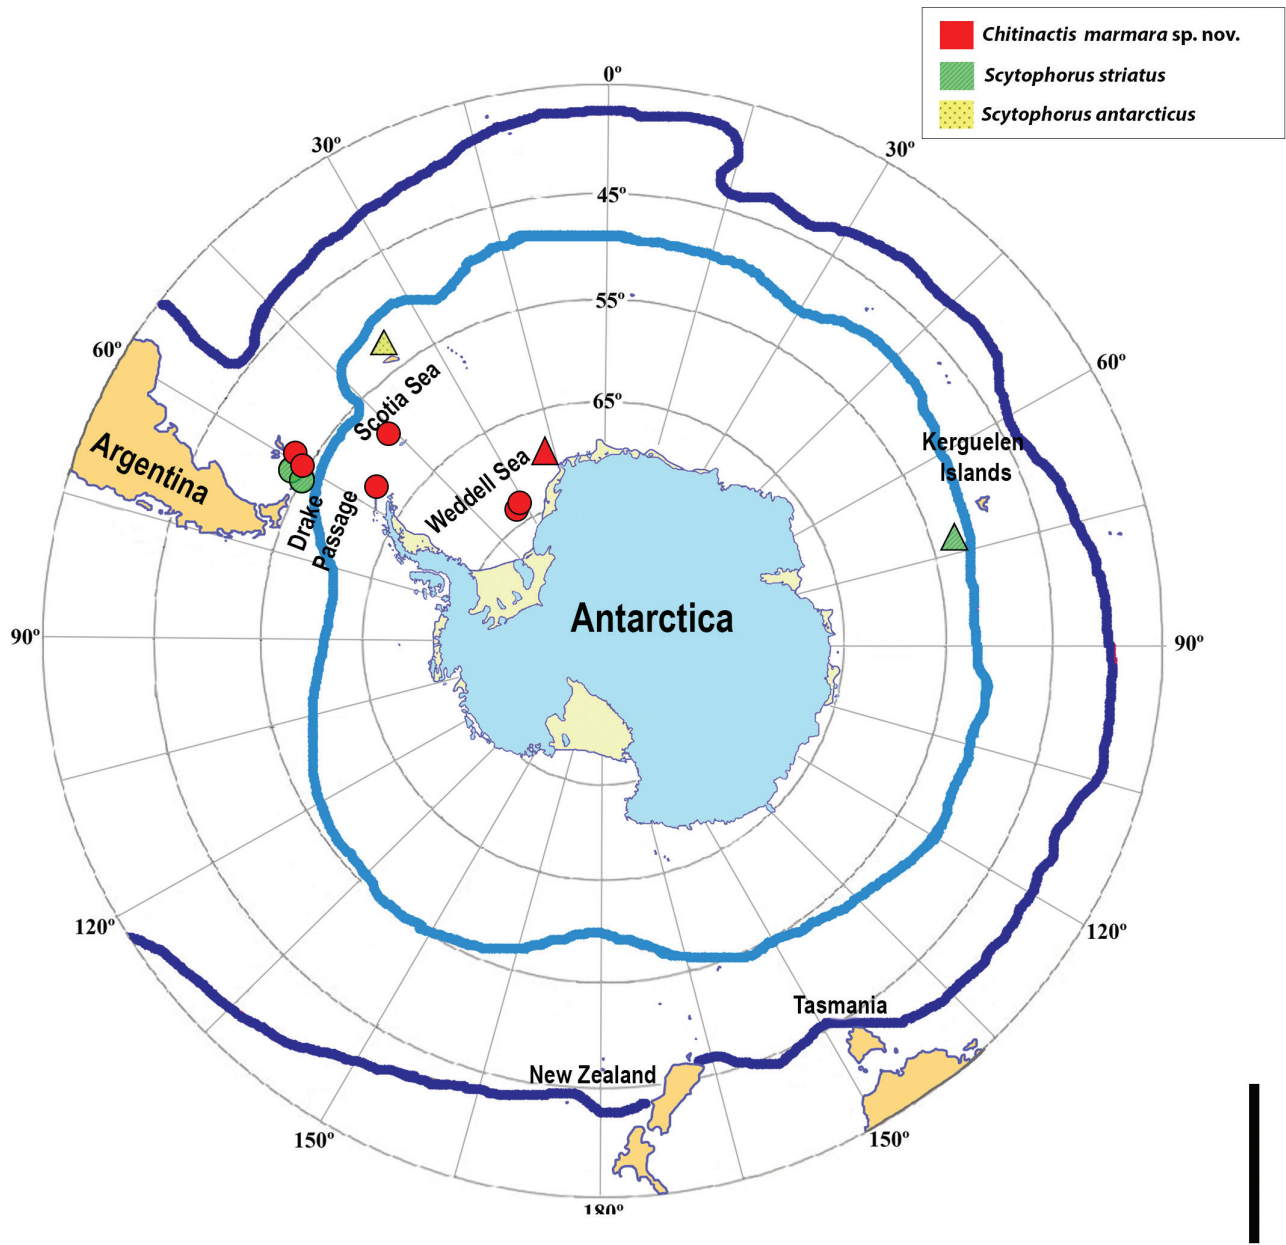 Chitinactis marmara sp. nov.
Scytophorus striatus
Scytophorus antarcticus
0º
30º
30º
45º
55º
60º
60º
65º
Scotia Sea
Kerguelen
Islands
Argentina
Weddell Sea
Drake
Passage
Antarctica
90º
90º
120º
120º
Tasmania
New Zealand
150º
150º
180º